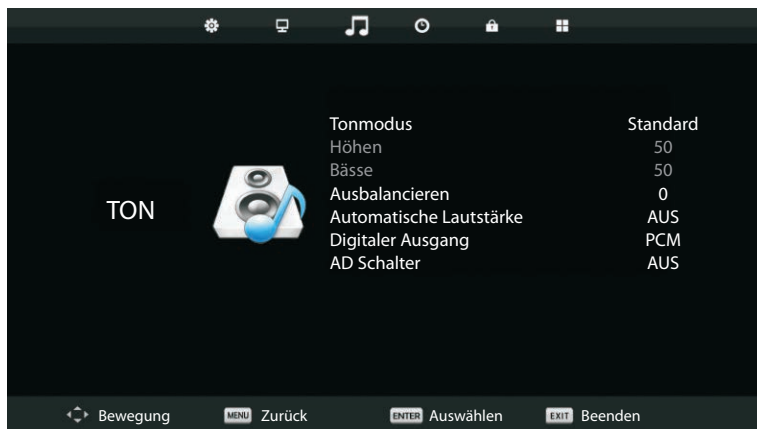 TON
Tonmodus Standard
Höhen 50
Bässe 50
Ausbalancieren 0
Automatische Lautstärke AUS
Digitaler Ausgang PCM
AD Schalter AUS
Bewegung MENU Zurück ENTER Auswählen EXIT Beenden